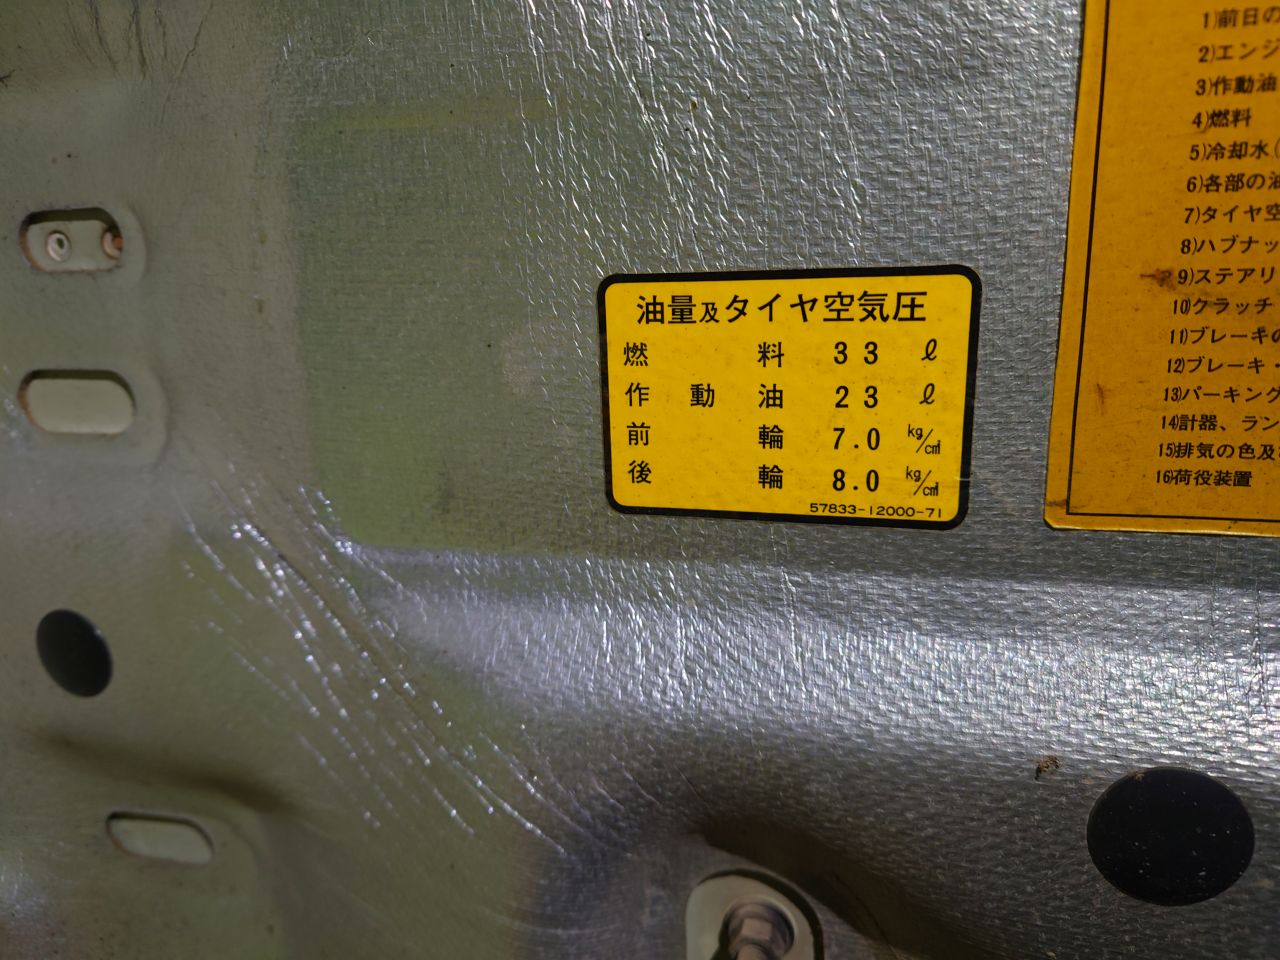 油量及タイヤ空気圧
燃 料 33 ℓ
作 動 油 23 ℓ
前 輪 7.0 kg/c㎡
後 輪 8.0 kg/c㎡
57833-12000-71
1)前日の
2)エンジ
3)作動油
4)燃料
5)冷却水(
6)各部の油
7)タイヤ空
8)ハブナッ
9)ステアリ
10)クラッチ
11)ブレーキの
12)ブレーキ・
13)パーキング
14)計器、ラン
15)排気の色及
16)荷役装置